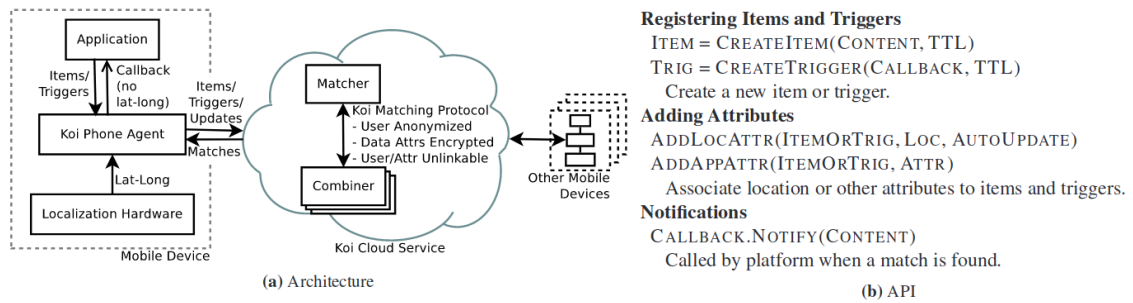 Application
Items/
Triggers
Callback
(no
lat-long)
Koi Phone Agent
Lat-Long
Localization Hardware
Mobile Device
Items/
Triggers/
Updates
Matches
Matcher
Koi Matching Protocol
- User Anonymized
- Data Attrs Encrypted
- User/Attr Unlinkable
Combiner
Koi Cloud Service
Other Mobile
Devices
(a) Architecture
Registering Items and Triggers
ITEM = CREATEITEM(CONTENT, TTL)
TRIG = CREATETRIGGER(CALLBACK, TTL)
Create a new item or trigger.
Adding Attributes
ADDLOCATTR(ITEMORTRIG, LOC, AUTOUPDATE)
ADDAPPATTR(ITEMORTRIG, ATTR)
Associate location or other attributes to items and triggers.
Notifications
CALLBACK.NOTIFY(CONTENT)
Called by platform when a match is found.
(b) API